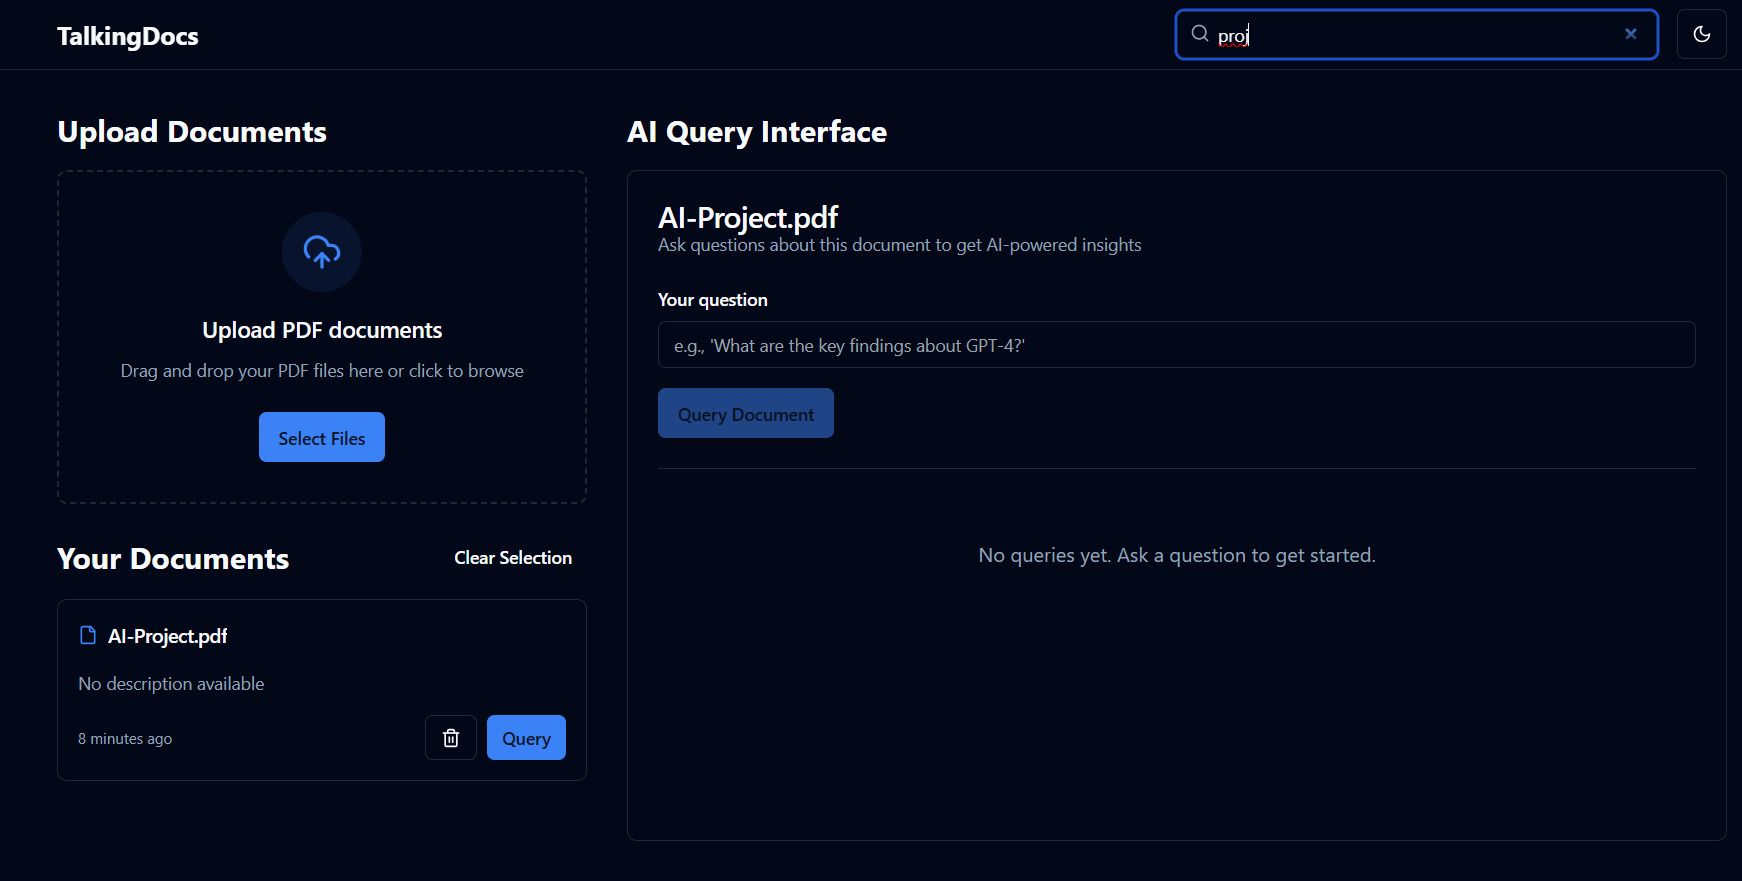 TalkingDocs
proj
Upload Documents
Upload PDF documents
Drag and drop your PDF files here or click to browse
Select Files
Your Documents
Clear Selection
AI-Project.pdf
No description available
8 minutes ago
Query
AI Query Interface
AI-Project.pdf
Ask questions about this document to get AI-powered insights
Your question
e.g., 'What are the key findings about GPT-4?'
Query Document
No queries yet. Ask a question to get started.